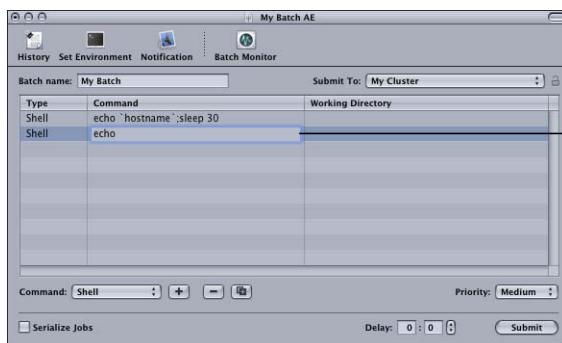 My Batch AE
History Set Environment Notification Batch Monitor
Batch name: My Batch Submit To: My Cluster
Type Command Working Directory
Shell echo `hostname`;sleep 30
Shell echo
Command: Shell + − Priority: Medium
Serialize Jobs Delay: 0 : 0 Submit